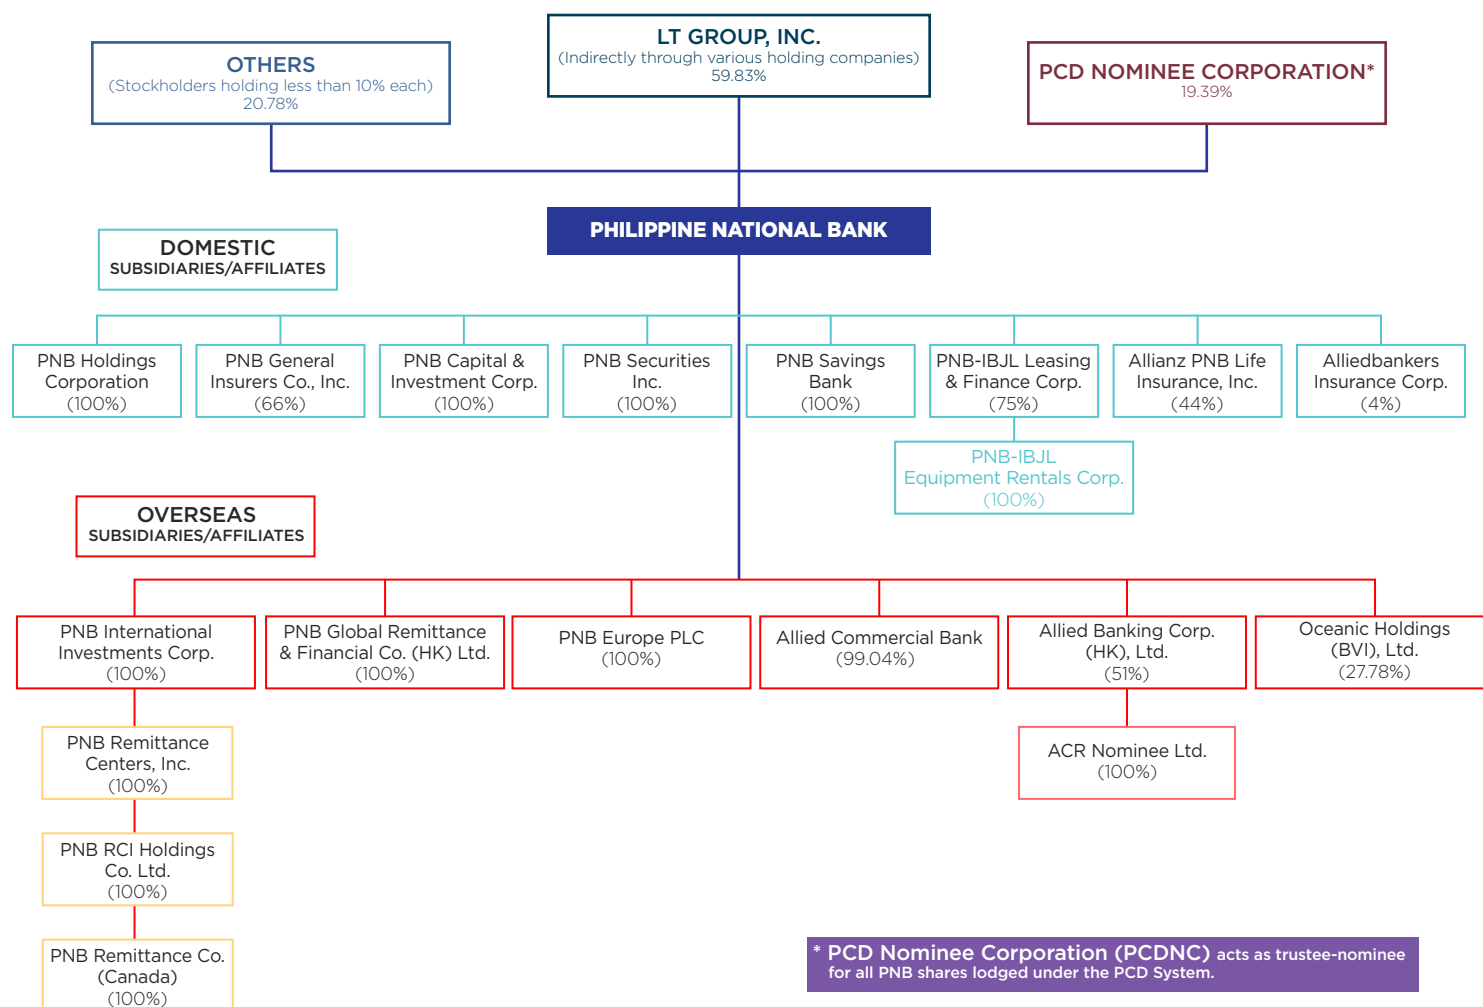 OTHERS
(Stockholders holding less than 10% each)
20.78%
LT GROUP, INC.
(Indirectly through various holding companies)
59.83%
PCD NOMINEE CORPORATION*
19.39%
PHILIPPINE NATIONAL BANK
DOMESTIC
SUBSIDIARIES/AFFILIATES
PNB Holdings
Corporation
(100%)
PNB General
Insurers Co., Inc.
(66%)
PNB Capital &
Investment Corp.
(100%)
PNB Securities
Inc.
(100%)
PNB Savings
Bank
(100%)
PNB-IBJL Leasing
& Finance Corp.
(75%)
Allianz PNB Life
Insurance, Inc.
(44%)
Alliedbankers
Insurance Corp.
(4%)
PNB-IBJL
Equipment Rentals Corp.
(100%)
OVERSEAS
SUBSIDIARIES/AFFILIATES
PNB International
Investments Corp.
(100%)
PNB Global Remittance
& Financial Co. (HK) Ltd.
(100%)
PNB Europe PLC
(100%)
Allied Commercial Bank
(99.04%)
Allied Banking Corp.
(HK), Ltd.
(51%)
Oceanic Holdings
(BVI), Ltd.
(27.78%)
PNB Remittance
Centers, Inc.
(100%)
ACR Nominee Ltd.
(100%)
PNB RCI Holdings
Co. Ltd.
(100%)
PNB Remittance Co.
(Canada)
(100%)
* PCD Nominee Corporation (PCDNC) acts as trustee-nominee
for all PNB shares lodged under the PCD System.